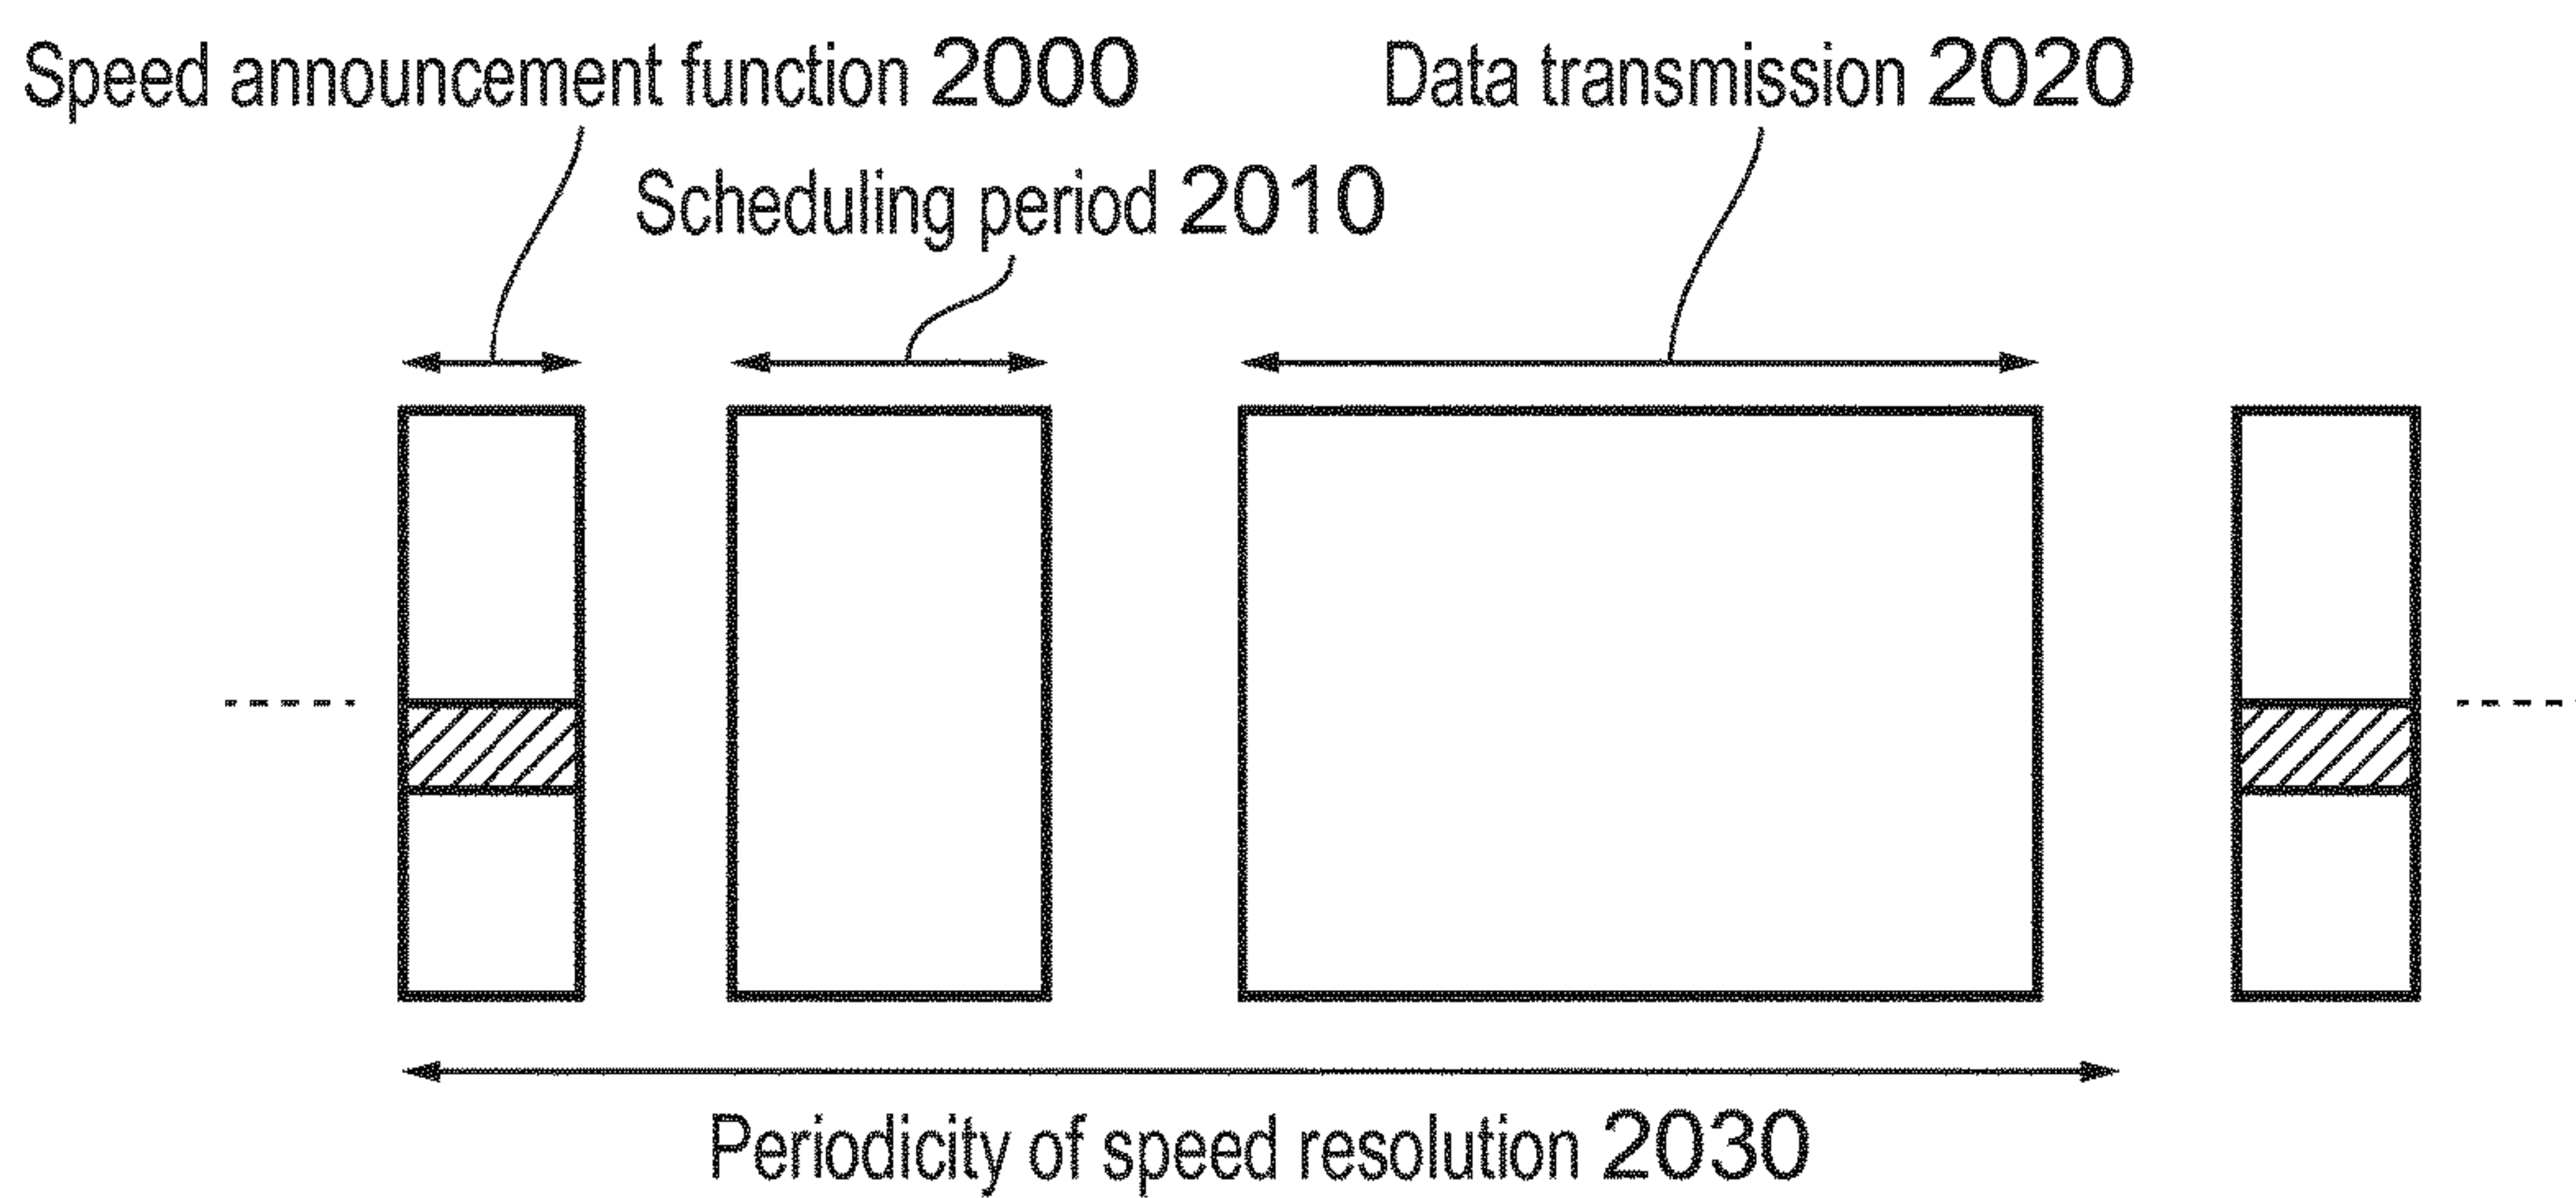 Speed announcement function 2000
Data transmission 2020
Scheduling period 2010
Periodicity of speed resolution 2030